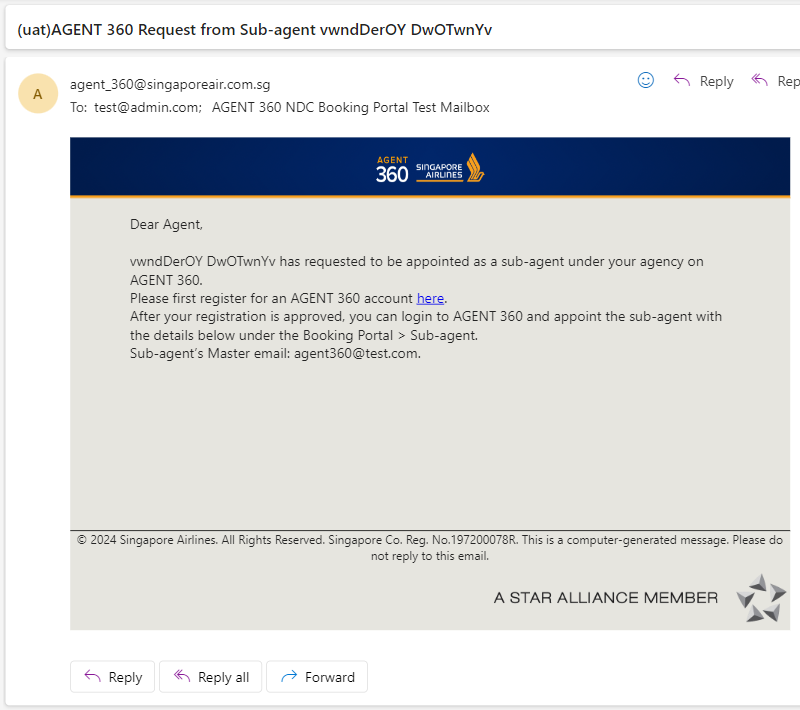 (uat)AGENT 360 Request from Sub-agent vwndDerOY DwOTwnYv
A
agent_360@singaporeair.com.sg
Reply
Rep
To: test@admin.com; AGENT 360 NDC Booking Portal Test Mailbox
AGENT
360
SINGAPORE
AIRLINES
Dear Agent,
vwndDerOY DwOTwnYv has requested to be appointed as a sub-agent under your agency on
AGENT 360.
Please first register for an AGENT 360 account here.
After your registration is approved, you can login to AGENT 360 and appoint the sub-agent with
the details below under the Booking Portal > Sub-agent.
Sub-agent's Master email: agent360@test.com.
© 2024 Singapore Airlines. All Rights Reserved. Singapore Co. Reg. No.197200078R. This is a computer-generated message. Please do
not reply to this email.
A STAR ALLIANCE MEMBER
Reply
Reply all
Forward